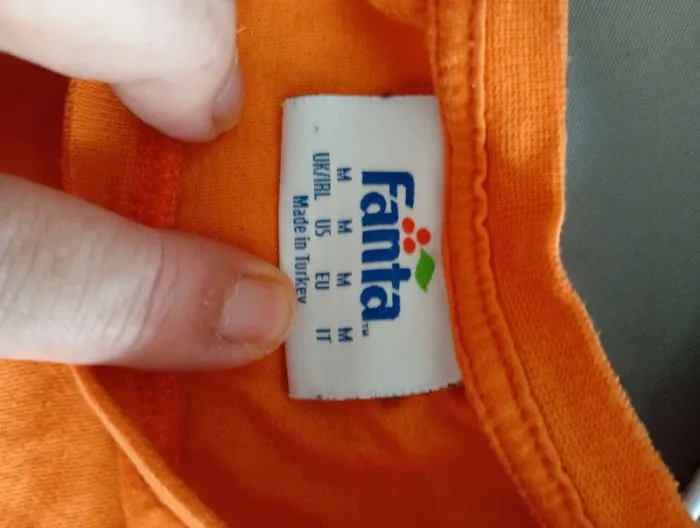 Fanta™
M M M M
UK/IRL US EU IT
Made in Turkey